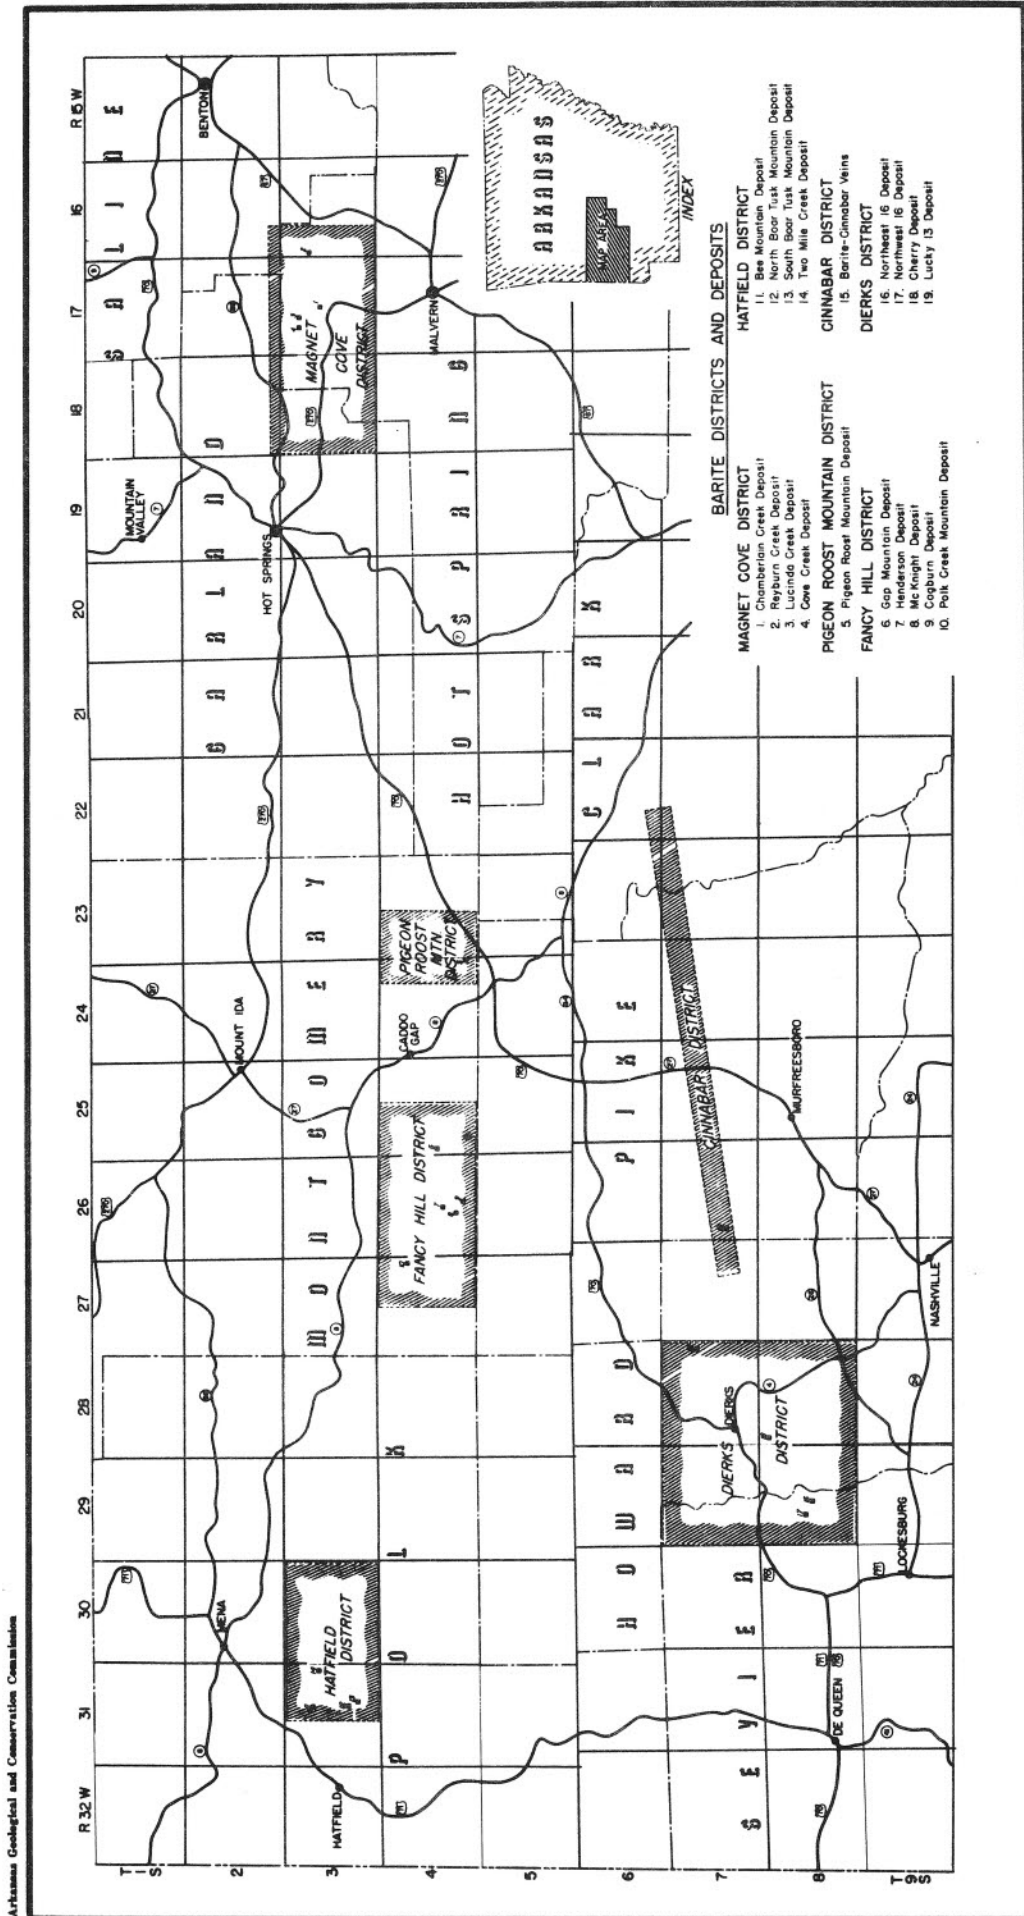 Arkansas Geological and Conservation Commission
R 32 W
31
30
29
28
27
26
25
24
23
22
21
20
19
18
17
16
R 15 W
T 1 S
2
3
4
5
6
7
8
T 9 S
SALINE
GARLAND
MONTGOMERY
HOT SPRING
POLK
CLARK
PIKE
HOWARD
SEVIER
BENTON
MOUNTAIN VALLEY
HOT SPRINGS
MALVERN
MOUNT IDA
CADDO GAP
MENA
HATFIELD
MURFREESBORO
NASHVILLE
DIERKS
LOCKESBURG
DE QUEEN
MAGNET COVE DISTRICT
PIGEON ROOST MTN. DISTRICT
FANCY HILL DISTRICT
HATFIELD DISTRICT
CINNABAR DISTRICT
DIERKS DISTRICT
ARKANSAS
MAP AREA
INDEX
BARITE DISTRICTS AND DEPOSITS
MAGNET COVE DISTRICT
1. Chamberlain Creek Deposit
2. Reyburn Creek Deposit
3. Lucinda Creek Deposit
4. Cove Creek Deposit
PIGEON ROOST MOUNTAIN DISTRICT
5. Pigeon Roost Mountain Deposit
FANCY HILL DISTRICT
6. Gap Mountain Deposit
7. Henderson Deposit
8. Mc Knight Deposit
9. Cogburn Deposit
10. Polk Creek Mountain Deposit
HATFIELD DISTRICT
11. Bee Mountain Deposit
12. North Boar Tusk Mountain Deposit
13. South Boar Tusk Mountain Deposit
14. Two Mile Creek Deposit
CINNABAR DISTRICT
15. Barite-Cinnabar Veins
DIERKS DISTRICT
16. Northeast 16 Deposit
17. Northwest 16 Deposit
18. Cherry Deposit
19. Lucky 13 Deposit